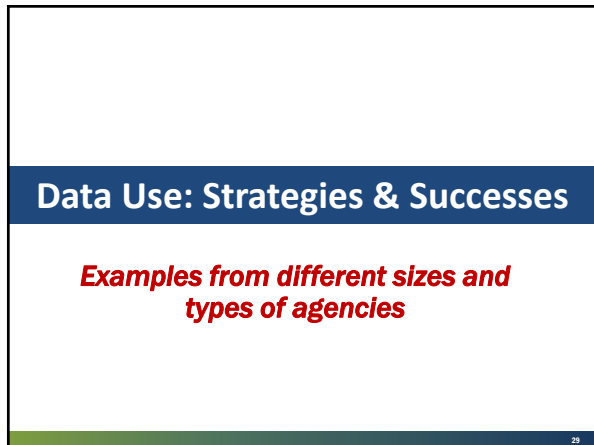 Data Use: Strategies & Successes
Examples from different sizes and
types of agencies
29